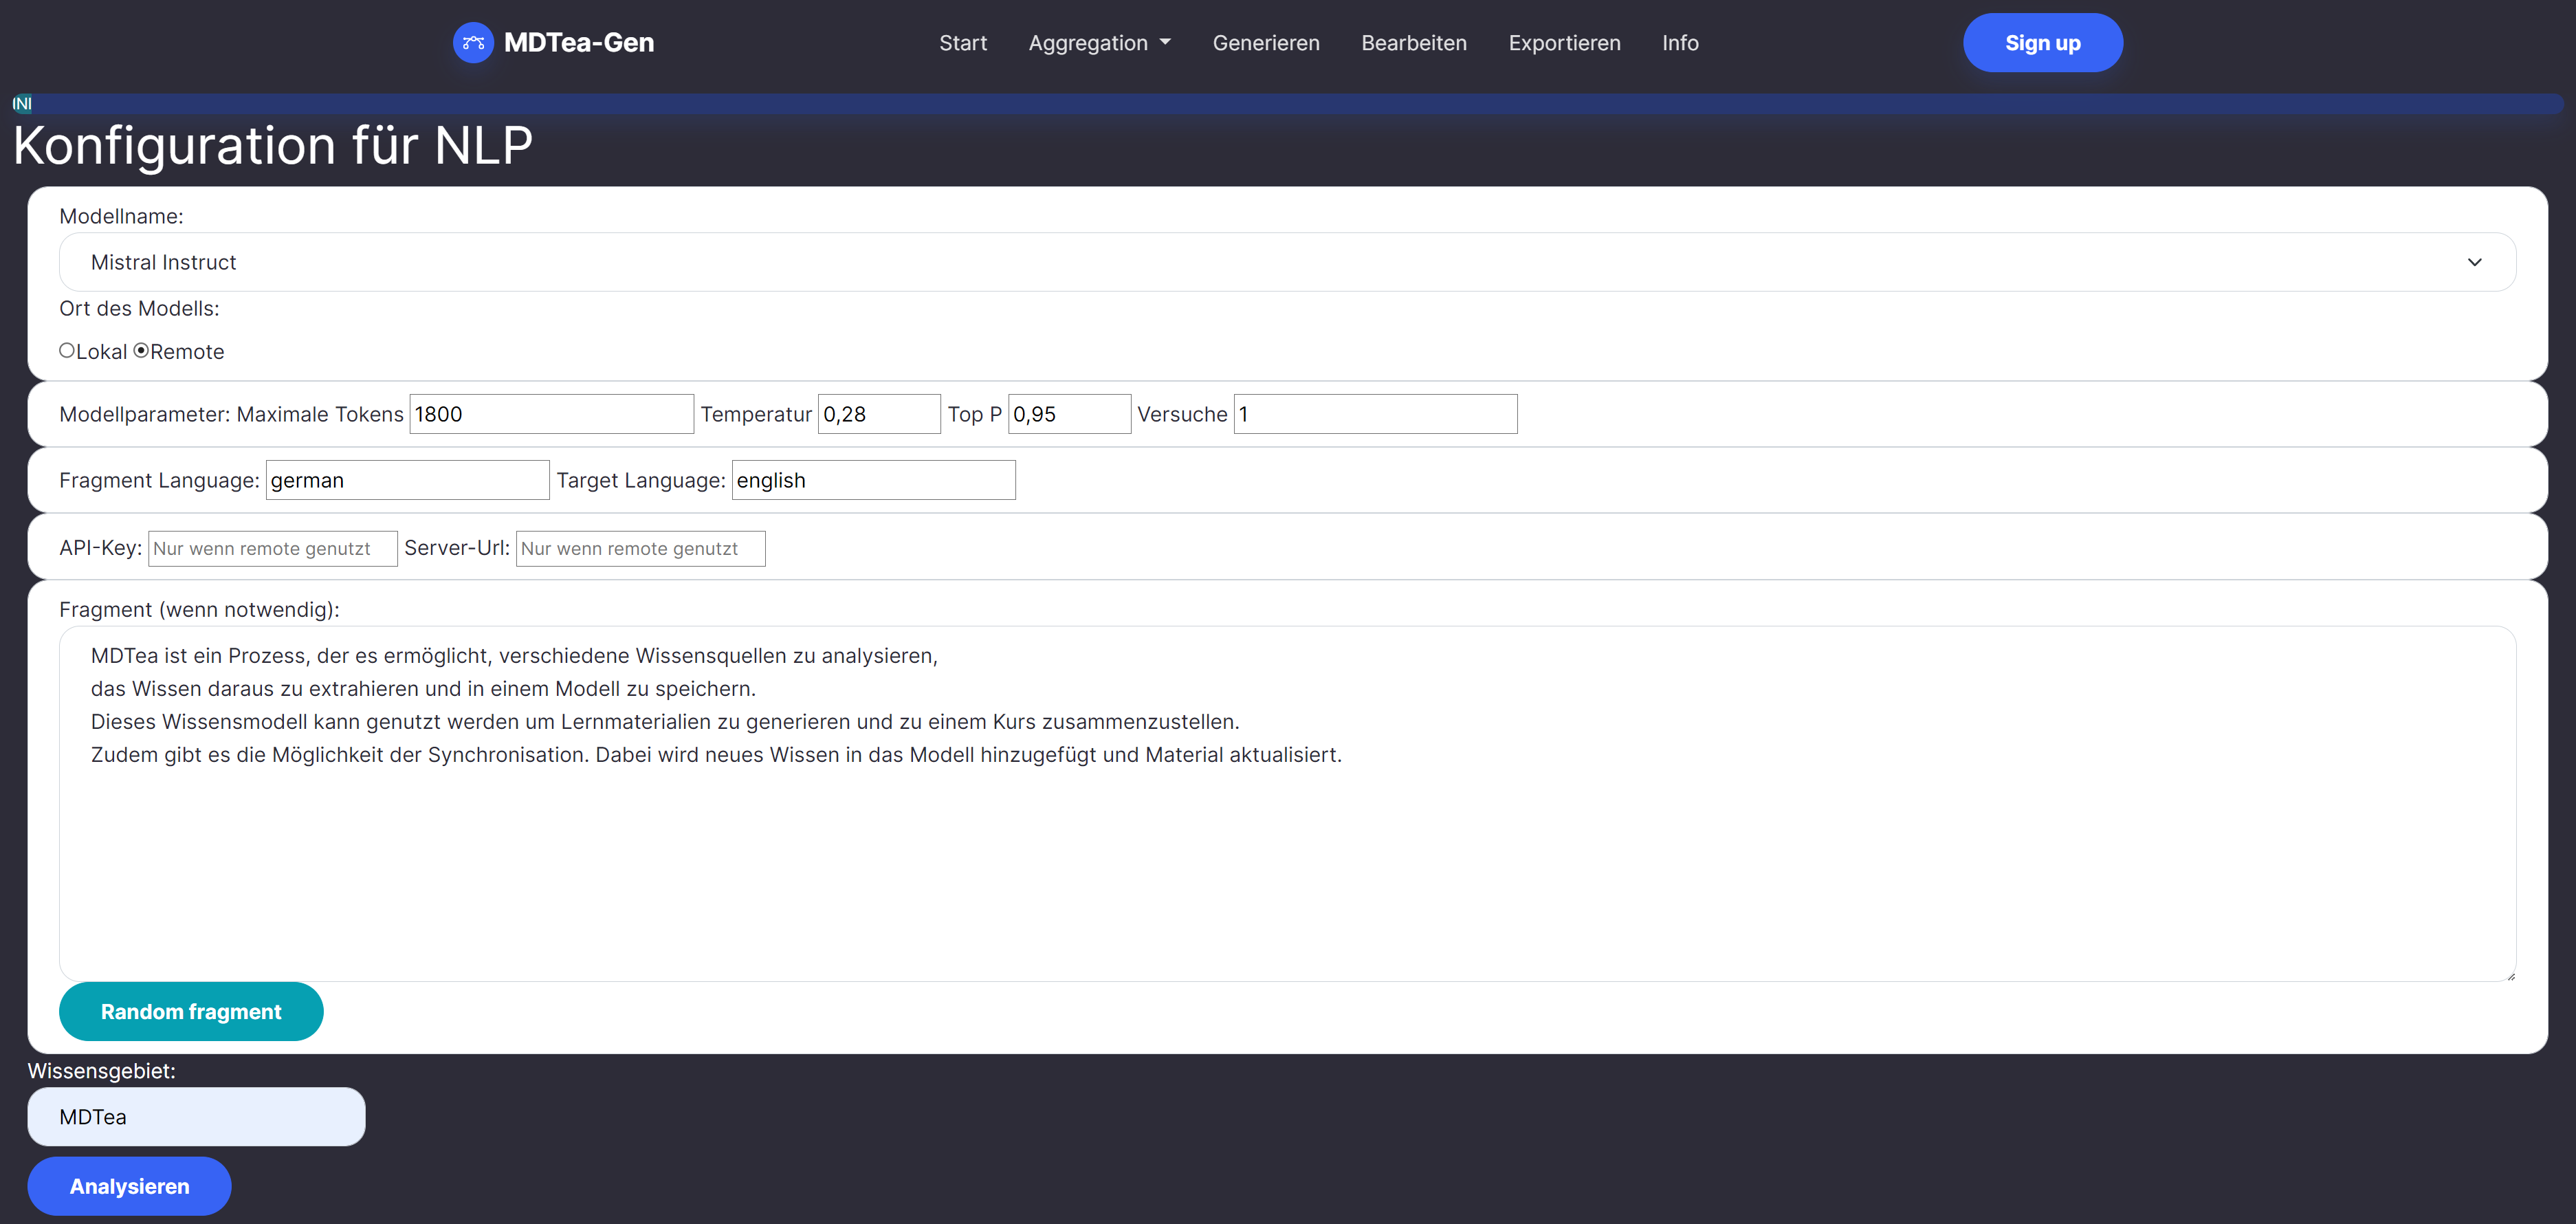 MDTea-Gen Start Aggregation Generieren Bearbeiten Exportieren Info Sign up
INI
Konfiguration für NLP
Modellname:
Mistral Instruct
Ort des Modells:
Lokal Remote
Modellparameter: Maximale Tokens 1800 Temperatur 0,28 Top P 0,95 Versuche 1
Fragment Language: german Target Language: english
API-Key: Nur wenn remote genutzt Server-Url: Nur wenn remote genutzt
Fragment (wenn notwendig):
MDTea ist ein Prozess, der es ermöglicht, verschiedene Wissensquellen zu analysieren,
das Wissen daraus zu extrahieren und in einem Modell zu speichern.
Dieses Wissensmodell kann genutzt werden um Lernmaterialien zu generieren und zu einem Kurs zusammenzustellen.
Zudem gibt es die Möglichkeit der Synchronisation. Dabei wird neues Wissen in das Modell hinzugefügt und Material aktualisiert.
Random fragment
Wissensgebiet:
MDTea
Analysieren